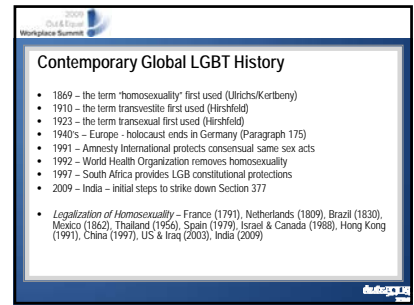 2009
Out & Equal
Workplace Summit
Contemporary Global LGBT History
• 1869 – the term “homosexuality” first used (Ulrichs/Kertbeny)
• 1910 – the term transvestite first used (Hirshfeld)
• 1923 – the term transexual first used (Hirshfeld)
• 1940’s – Europe - holocaust ends in Germany (Paragraph 175)
• 1991 – Amnesty International protects consensual same sex acts
• 1992 – World Health Organization removes homosexuality
• 1997 – South Africa provides LGB constitutional protections
• 2009 – India – initial steps to strike down Section 377
• Legalization of Homosexuality – France (1791), Netherlands (1809), Brazil (1830),
Mexico (1862), Thailand (1956), Spain (1979), Israel & Canada (1988), Hong Kong
(1991), China (1997), US & Iraq (2003), India (2009)